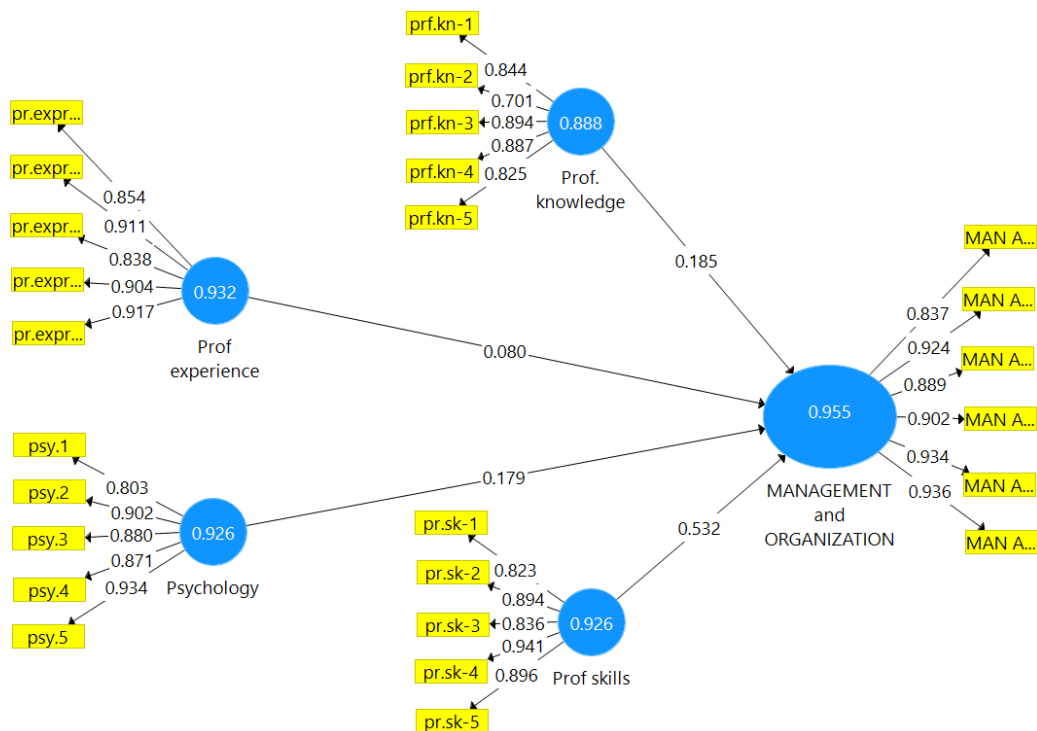 prf.kn-1
prf.kn-2
prf.kn-3
prf.kn-4
prf.kn-5
0.844
0.701
0.894
0.887
0.825
0.888
Prof.
knowledge
pr.expr...
pr.expr...
pr.expr...
pr.expr...
pr.expr...
0.854
0.911
0.838
0.904
0.917
0.932
Prof
experience
0.185
0.080
0.179
0.532
psy.1
psy.2
psy.3
psy.4
psy.5
0.803
0.902
0.880
0.871
0.934
0.926
Psychology
pr.sk-1
pr.sk-2
pr.sk-3
pr.sk-4
pr.sk-5
0.823
0.894
0.836
0.941
0.896
0.926
Prof skills
0.955
MANAGEMENT
and
ORGANIZATION
0.837
0.924
0.889
0.902
0.934
0.936
MAN A...
MAN A...
MAN A...
MAN A...
MAN A...
MAN A...